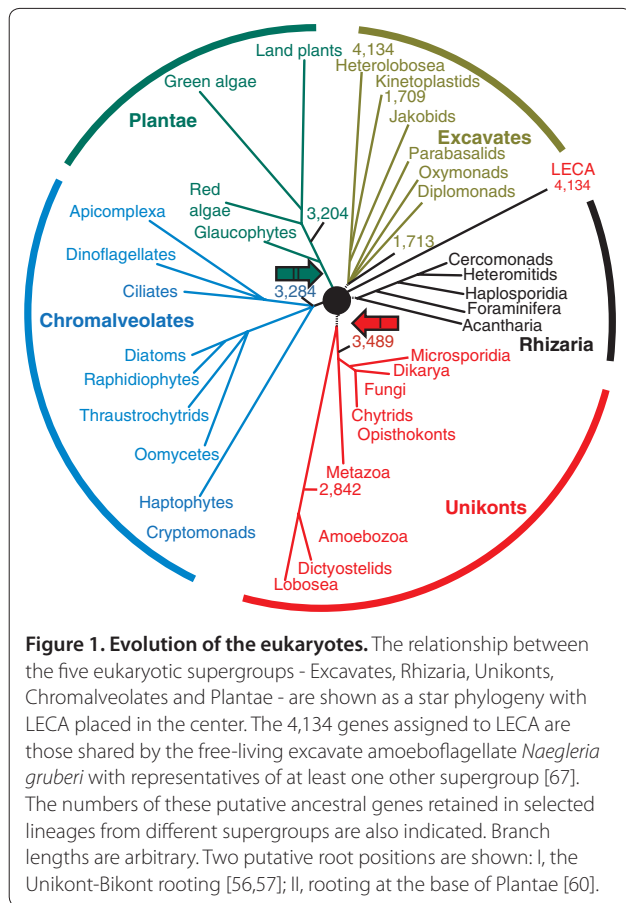 Land plants
4,134
Heterolobosea
Green algae
Kinetoplastids
1,709
Plantae
Jakobids
Excavates
Parabasalids
LECA
4,134
Oxymonads
Diplomonads
Red
algae
3,204
Apicomplexa
Glaucophytes
1,713
Dinoflagellates
Cercomonads
Heteromitids
Ciliates
3,284
Haplosporidia
Foraminifera
Chromalveolates
Acantharia
Rhizaria
3,489
Diatoms
Microsporidia
Raphidiophytes
Dikarya
Fungi
Thraustrochytrids
Chytrids
Opisthokonts
Oomycetes
Metazoa
Haptophytes
2,842
Unikonts
Cryptomonads
Amoebozoa
Dictyostelids
Lobosea
Figure 1. Evolution of the eukaryotes. The relationship between
the five eukaryotic supergroups - Excavates, Rhizaria, Unikonts,
Chromalveolates and Plantae - are shown as a star phylogeny with
LECA placed in the center. The 4,134 genes assigned to LECA are
those shared by the free-living excavate amoeboflagellate Naegleria
gruberi with representatives of at least one other supergroup [67].
The numbers of these putative ancestral genes retained in selected
lineages from different supergroups are also indicated. Branch
lengths are arbitrary. Two putative root positions are shown: I, the
Unikont-Bikont rooting [56,57]; II, rooting at the base of Plantae [60].